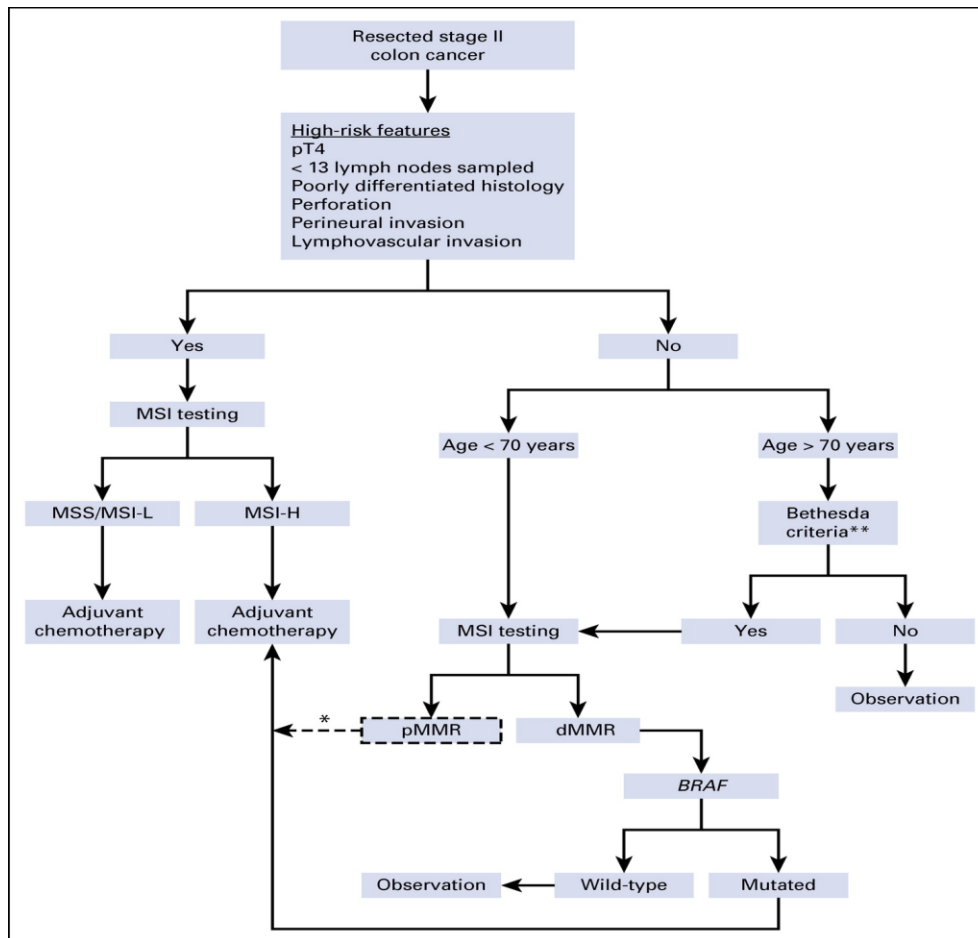 Resected stage II
colon cancer
High-risk features
pT4
< 13 lymph nodes sampled
Poorly differentiated histology
Perforation
Perineural invasion
Lymphovascular invasion
Yes
No
MSI testing
Age < 70 years
Age > 70 years
MSS/MSI-L
MSI-H
Bethesda
criteria**
Adjuvant
chemotherapy
Adjuvant
chemotherapy
MSI testing
Yes
No
Observation
*
pMMR
dMMR
BRAF
Observation
Wild-type
Mutated